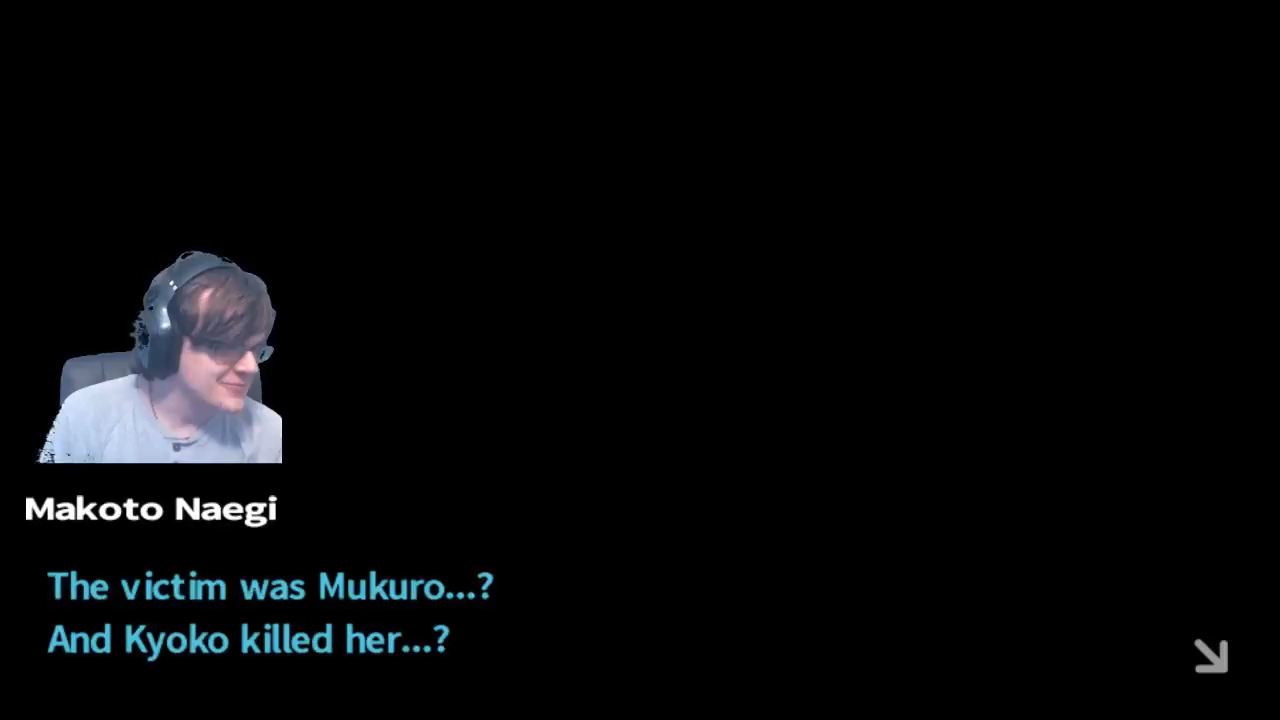 Makoto Naegi
The victim was Mukuro...?
And Kyoko killed her...?